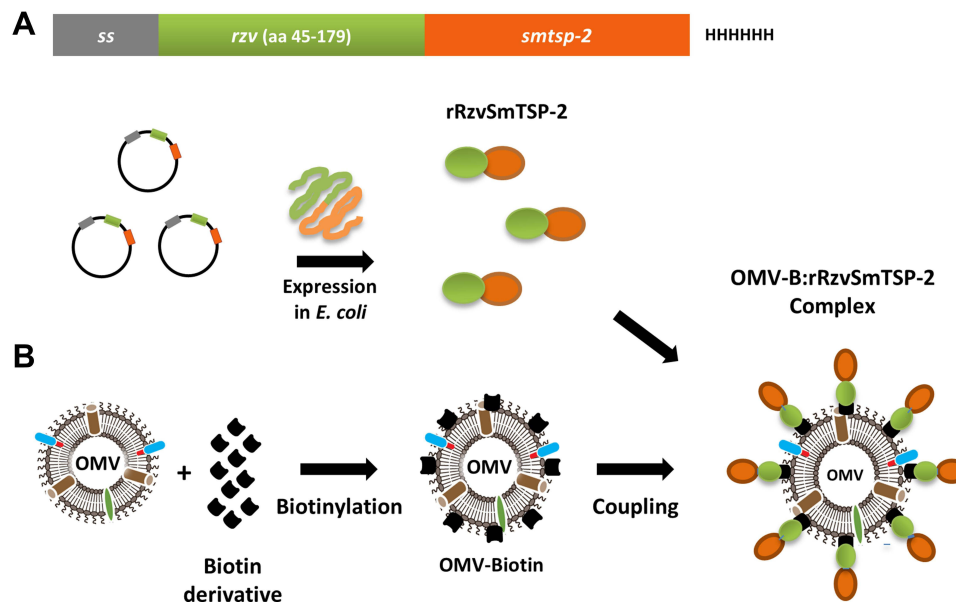 A
ss rzv (aa 45-179) smtsp-2 HHHHHH
rRzvSmTSP-2
Expression
in E. coli
OMV-B:rRzvSmTSP-2
Complex
B
OMV + Biotinylation OMV Coupling OMV
Biotin
derivative
OMV-Biotin